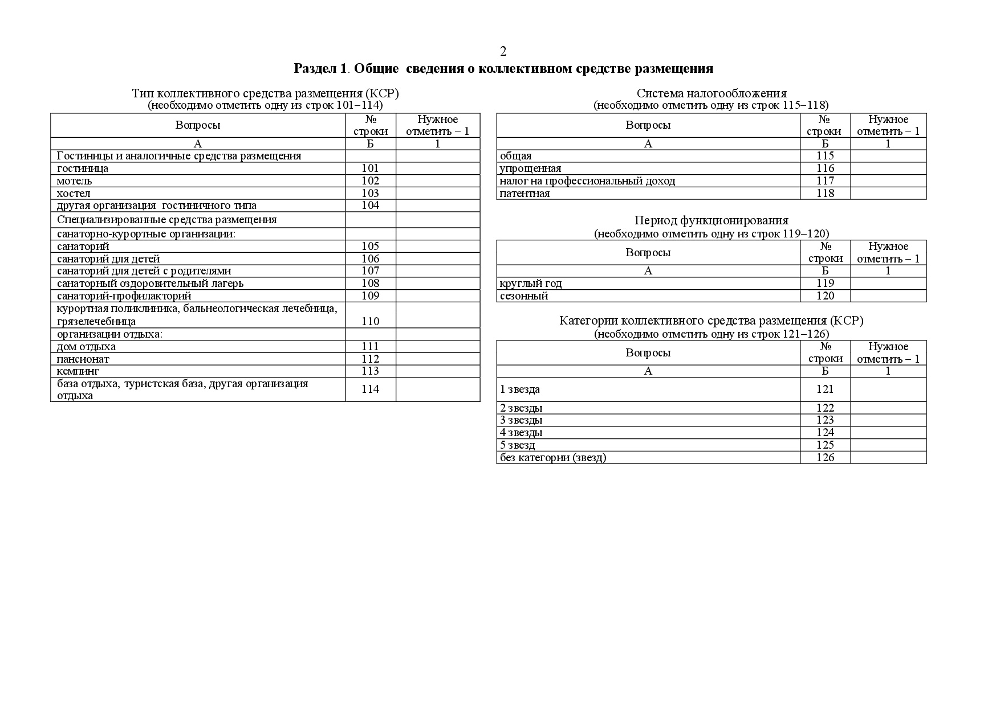 2
Раздел 1. Общие  сведения о коллективном средстве размещения
Тип коллективного средства размещения (КСР)
(необходимо отметить одну из строк 101–114)
Вопросы
№
строки
Нужное
отметить – 1
А
Б
1
Гостиницы и аналогичные средства размещения
гостиница
101
мотель
102
хостел
103
другая организация  гостиничного типа
104
Специализированные средства размещения
санаторно-курортные организации:
санаторий
105
санаторий для детей
106
санаторий для детей с родителями
107
санаторный оздоровительный лагерь
108
санаторий-профилакторий
109
курортная поликлиника, бальнеологическая лечебница,
грязелечебница
110
организации отдыха:
дом отдыха
111
пансионат
112
кемпинг
113
база отдыха, туристская база, другая организация
отдыха
114
Система налогообложения
(необходимо отметить одну из строк 115–118)
Вопросы
№
строки
Нужное
отметить – 1
А
Б
1
общая
115
упрощенная
116
налог на профессиональный доход
117
патентная
118
Период функционирования
(необходимо отметить одну из строк 119–120)
Вопросы
№
строки
Нужное
отметить – 1
А
Б
1
круглый год
119
сезонный
120
Категории коллективного средства размещения (КСР)
(необходимо отметить одну из строк 121–126)
Вопросы
№
строки
Нужное
отметить – 1
А
Б
1
1 звезда
121
2 звезды
122
3 звезды
123
4 звезды
124
5 звезд
125
без категории (звезд)
126